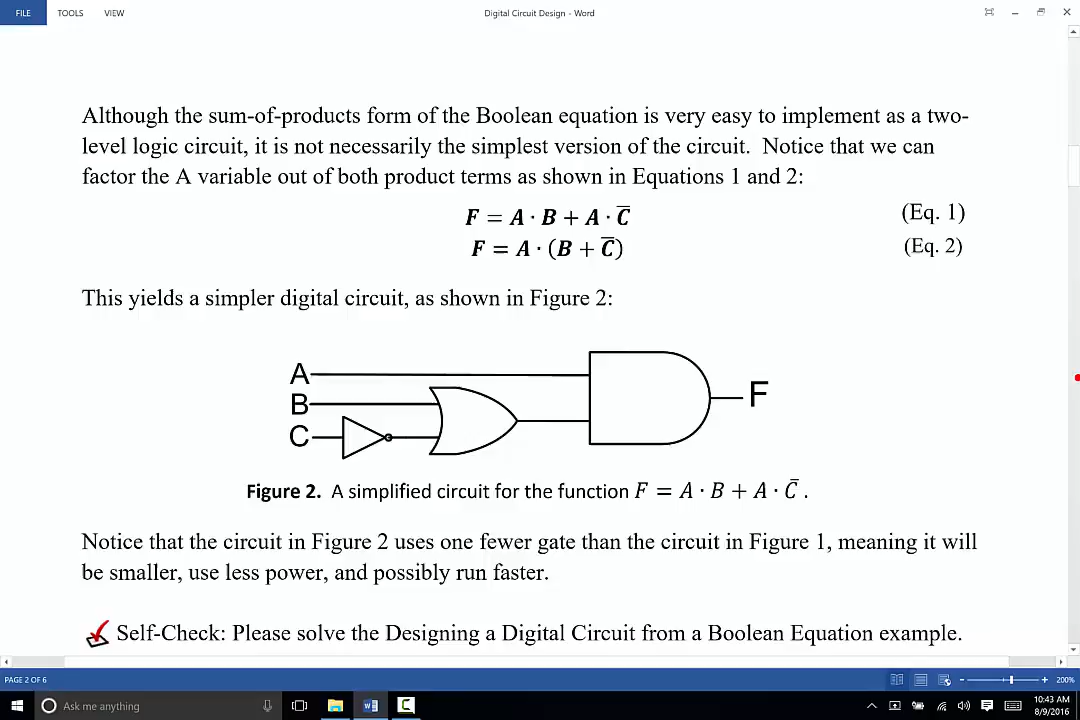 FILE TOOLS VIEW Digital Circuit Design - Word
Although the sum-of-products form of the Boolean equation is very easy to implement as a two-
level logic circuit, it is not necessarily the simplest version of the circuit. Notice that we can
factor the A variable out of both product terms as shown in Equations 1 and 2:
F = A · B + A · C̅ (Eq. 1)
F = A · (B + C̅) (Eq. 2)
This yields a simpler digital circuit, as shown in Figure 2:
A
B
C
F
Figure 2. A simplified circuit for the function F = A · B + A · C̅ .
Notice that the circuit in Figure 2 uses one fewer gate than the circuit in Figure 1, meaning it will
be smaller, use less power, and possibly run faster.
Self-Check: Please solve the Designing a Digital Circuit from a Boolean Equation example.
PAGE 2 OF 6 200%
Ask me anything
10:43 AM
8/9/2016